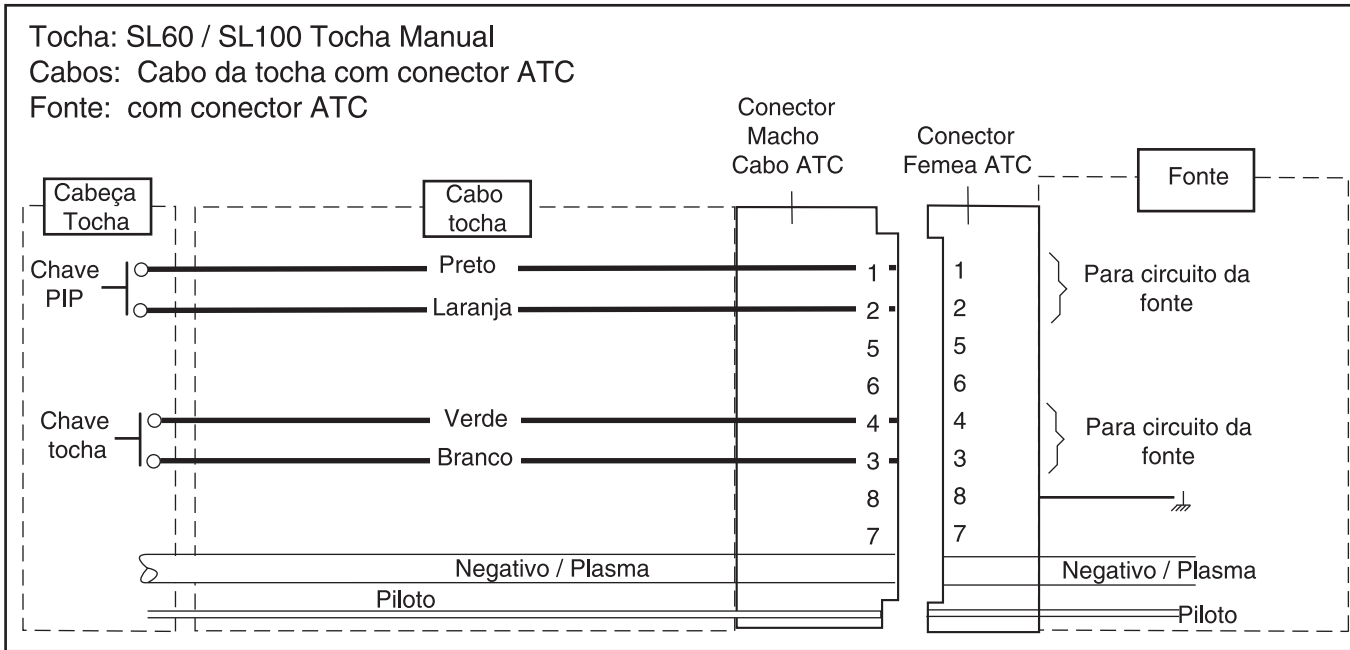 Tocha: SL60 / SL100 Tocha Manual
Cabos: Cabo da tocha com conector ATC
Fonte: com conector ATC
Conector
Macho
Cabo ATC
Conector
Femea ATC
Fonte
Cabeça
Tocha
Cabo
tocha
Chave
PIP
Preto
Laranja
Chave
tocha
Verde
Branco
1
2
5
6
4
3
8
7
1
2
5
6
4
3
8
7
Para circuito da
fonte
Para circuito da
fonte
Negativo / Plasma
Negativo / Plasma
Piloto
Piloto